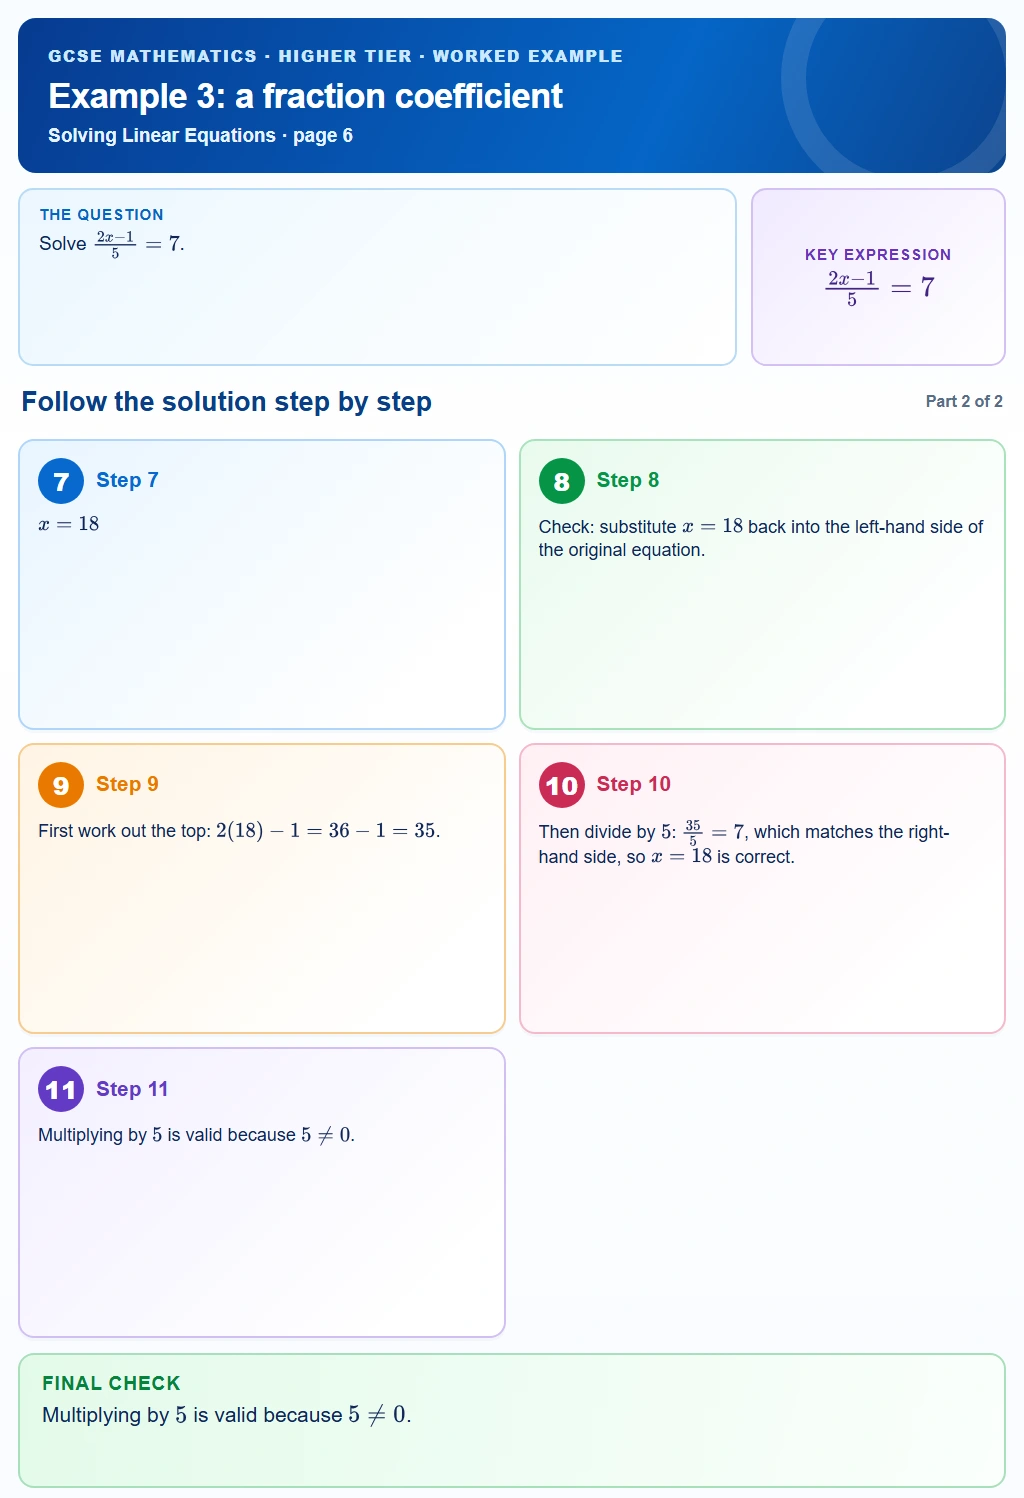 GCSE MATHEMATICS · HIGHER TIER · WORKED EXAMPLE
Example 3: a fraction coefficient
Solving Linear Equations · page 6
THE QUESTION
Solve \frac{2x−1}{5} = 7.
KEY EXPRESSION
\frac{2x−1}{5} = 7
Follow the solution step by step
Part 2 of 2
7 Step 7
x = 18
8 Step 8
Check: substitute x = 18 back into the left-hand side of
the original equation.
9 Step 9
First work out the top: 2(18) − 1 = 36 − 1 = 35.
10 Step 10
Then divide by 5: \frac{35}{5} = 7, which matches the right-
hand side, so x = 18 is correct.
11 Step 11
Multiplying by 5 is valid because 5 ≠ 0.
FINAL CHECK
Multiplying by 5 is valid because 5 ≠ 0.